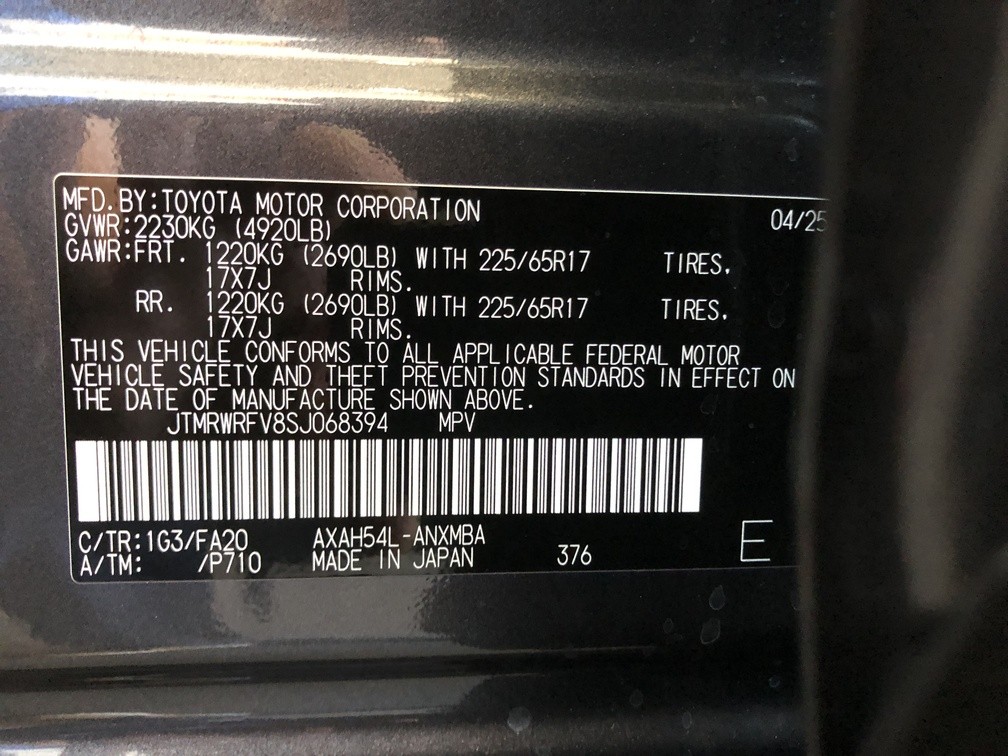 MFD. BY:TOYOTA MOTOR CORPORATION 04/25
GVWR:2230KG (4920LB)
GAWR:FRT. 1220KG (2690LB) WITH 225/65R17 TIRES.
17X7J RIMS.
RR. 1220KG (2690LB) WITH 225/65R17 TIRES.
17X7J RIMS.
THIS VEHICLE CONFORMS TO ALL APPLICABLE FEDERAL MOTOR
VEHICLE SAFETY AND THEFT PREVENTION STANDARDS IN EFFECT ON
THE DATE OF MANUFACTURE SHOWN ABOVE.
JTMRWRFV8SJ068394 MPV
C/TR:1G3/FA20 AXAH54L-ANXMBA E
A/TM: /P710 MADE IN JAPAN 376